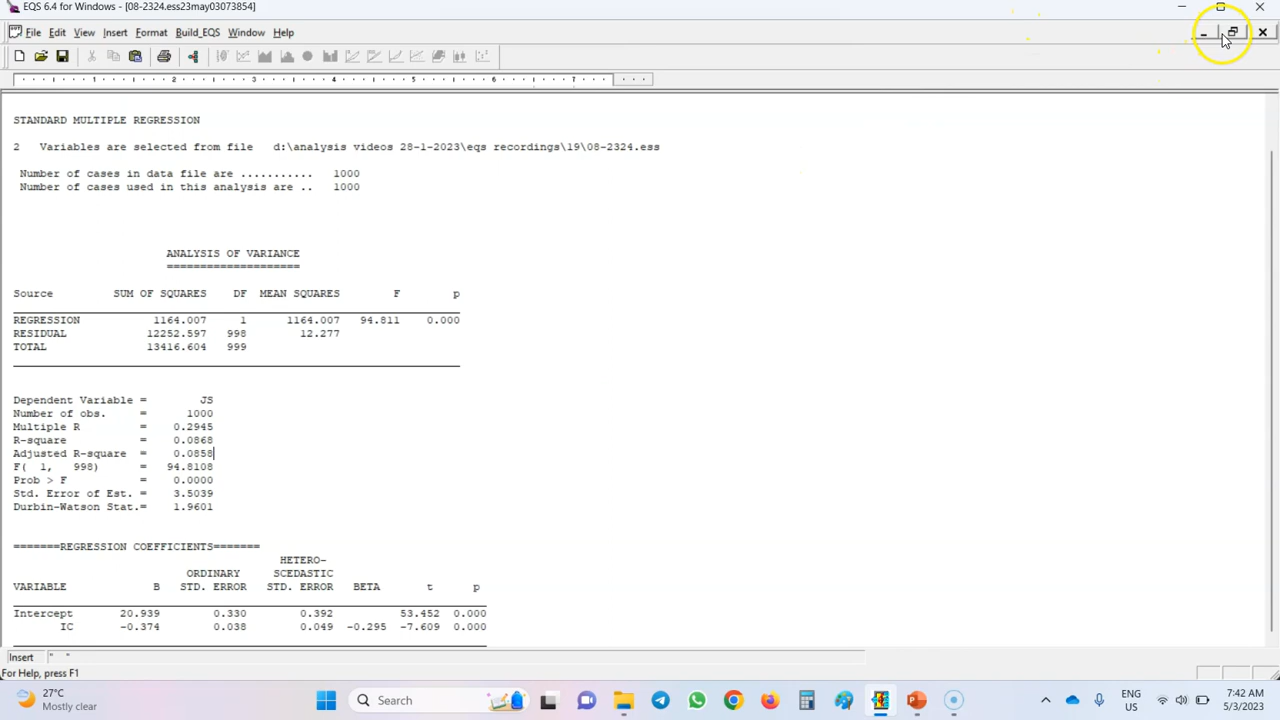 EQS 6.4 for Windows - [08-2324.ess23may03073854]
File Edit View Insert Format Build_EQS Window Help
1 2 3 4 5 6 7
STANDARD MULTIPLE REGRESSION
2 Variables are selected from file d:\analysis videos 28-1-2023\eqs recordings\19\08-2324.ess
Number of cases in data file are ........... 1000
Number of cases used in this analysis are .. 1000
ANALYSIS OF VARIANCE
====================
Source SUM OF SQUARES DF MEAN SQUARES F p
REGRESSION 1164.007 1 1164.007 94.811 0.000
RESIDUAL 12252.597 998 12.277
TOTAL 13416.604 999
Dependent Variable = JS
Number of obs. = 1000
Multiple R = 0.2945
R-square = 0.0868
Adjusted R-square = 0.0858
F( 1, 998) = 94.8108
Prob > F = 0.0000
Std. Error of Est. = 3.5039
Durbin-Watson Stat.= 1.9601
=======REGRESSION COEFFICIENTS=======
HETERO-
ORDINARY SCEDASTIC
VARIABLE B STD. ERROR STD. ERROR BETA t p
Intercept 20.939 0.330 0.392 53.452 0.000
IC -0.374 0.038 0.049 -0.295 -7.609 0.000
Insert " "
For Help, press F1
27°C
Mostly clear
Search
ENG
US
7:42 AM
5/3/2023